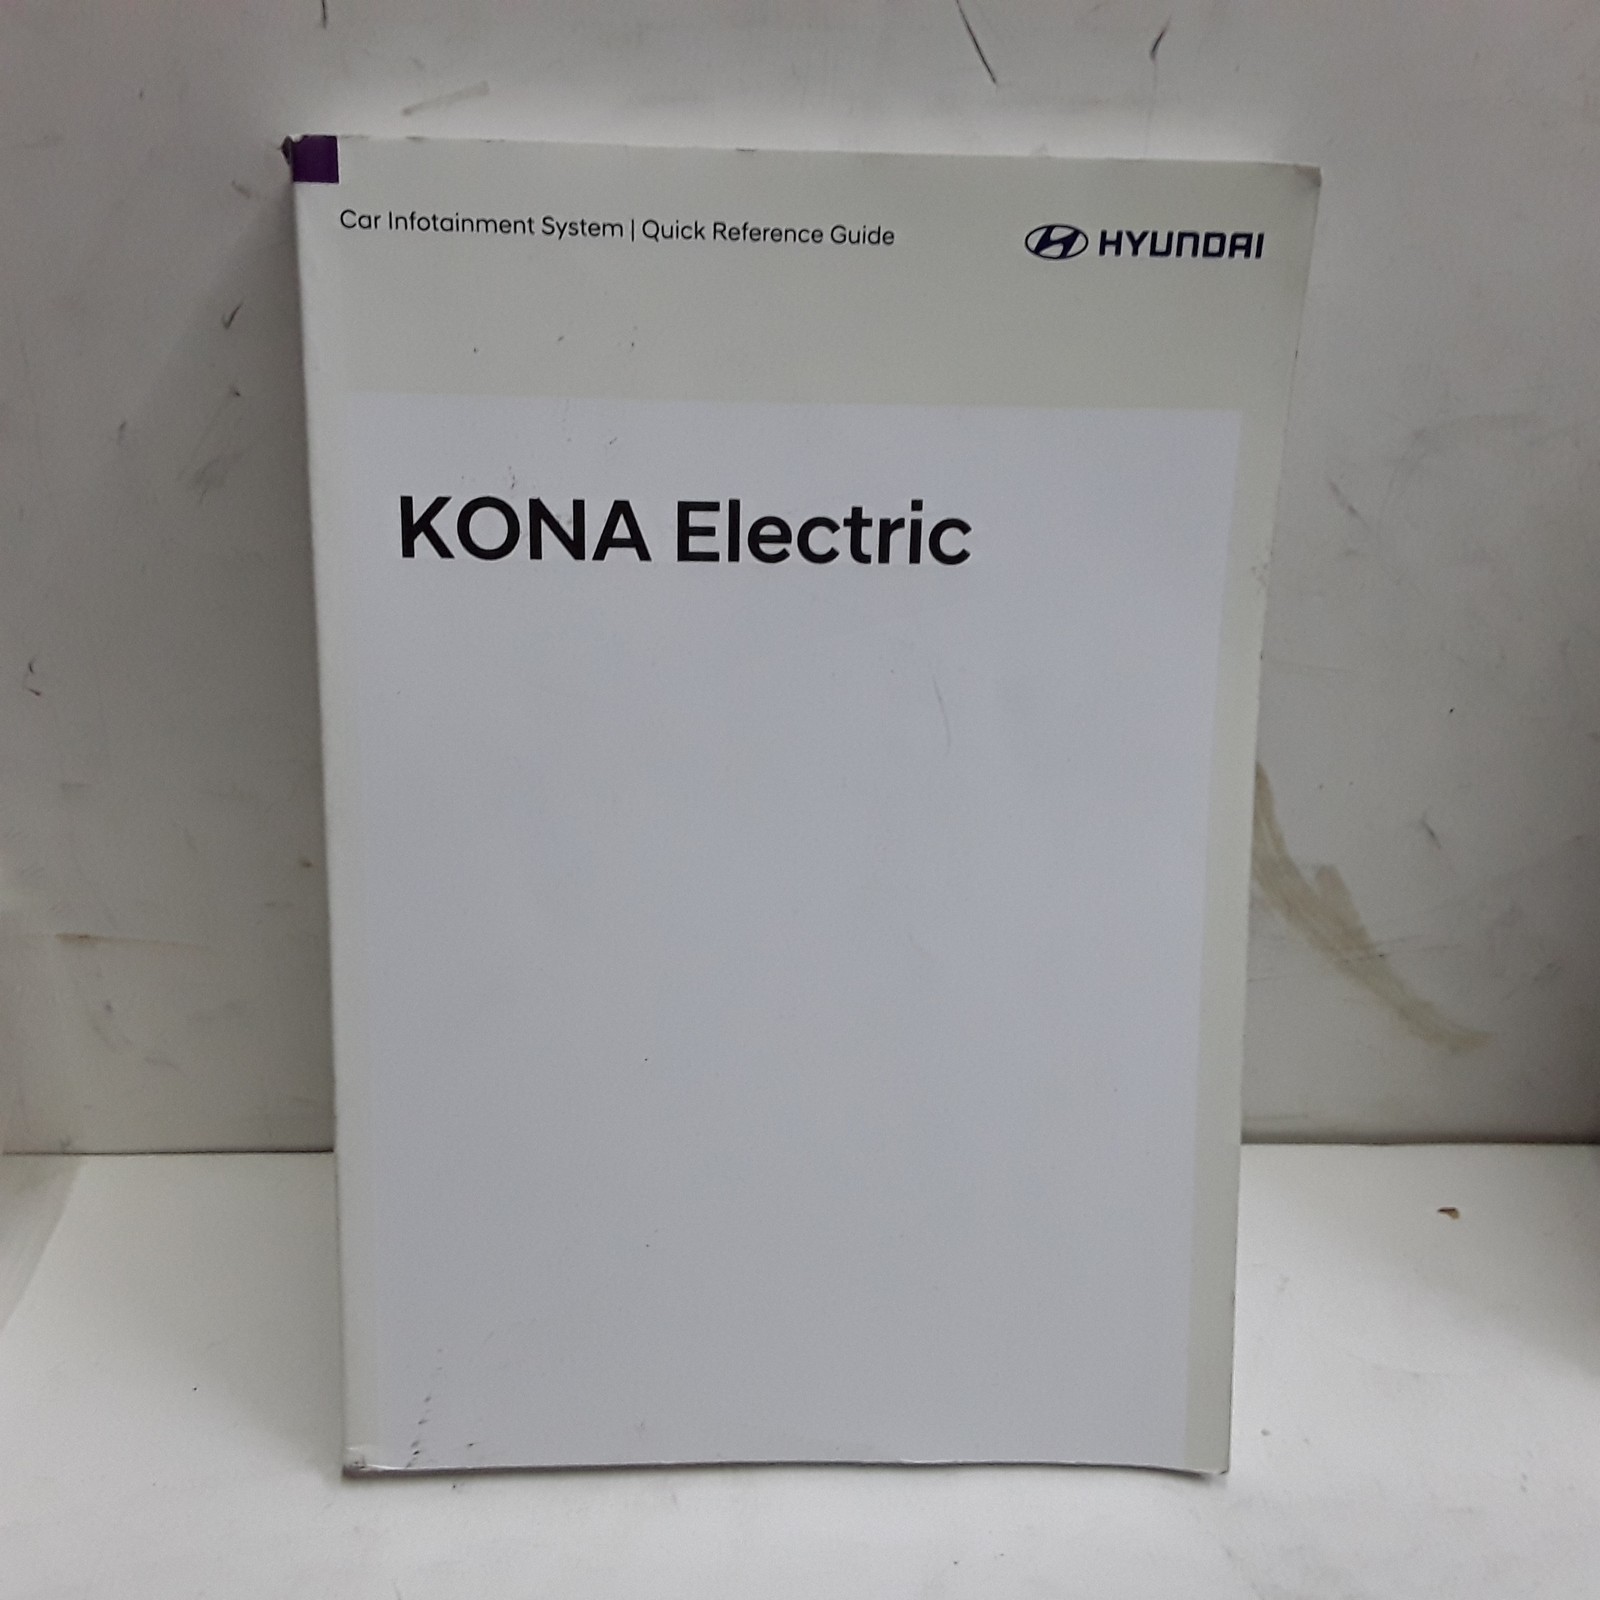 Car Infotainment System | Quick Reference Guide
HYUNDAI
KONA Electric